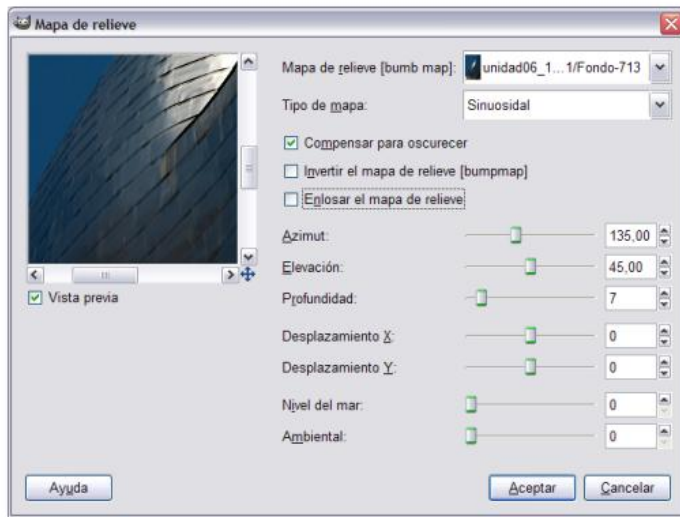 Mapa de relieve
Mapa de relieve [bumb map]: unidad06_1...1/Fondo-713
Tipo de mapa: Sinuosidal
Compensar para oscurecer
Invertir el mapa de relieve [bumpmap]
Enlosar el mapa de relieve
Azimut: 135,00
Elevación: 45,00
Vista previa
Profundidad: 7
Desplazamiento X: 0
Desplazamiento Y: 0
Nivel del mar: 0
Ambiental: 0
Ayuda Aceptar Cancelar